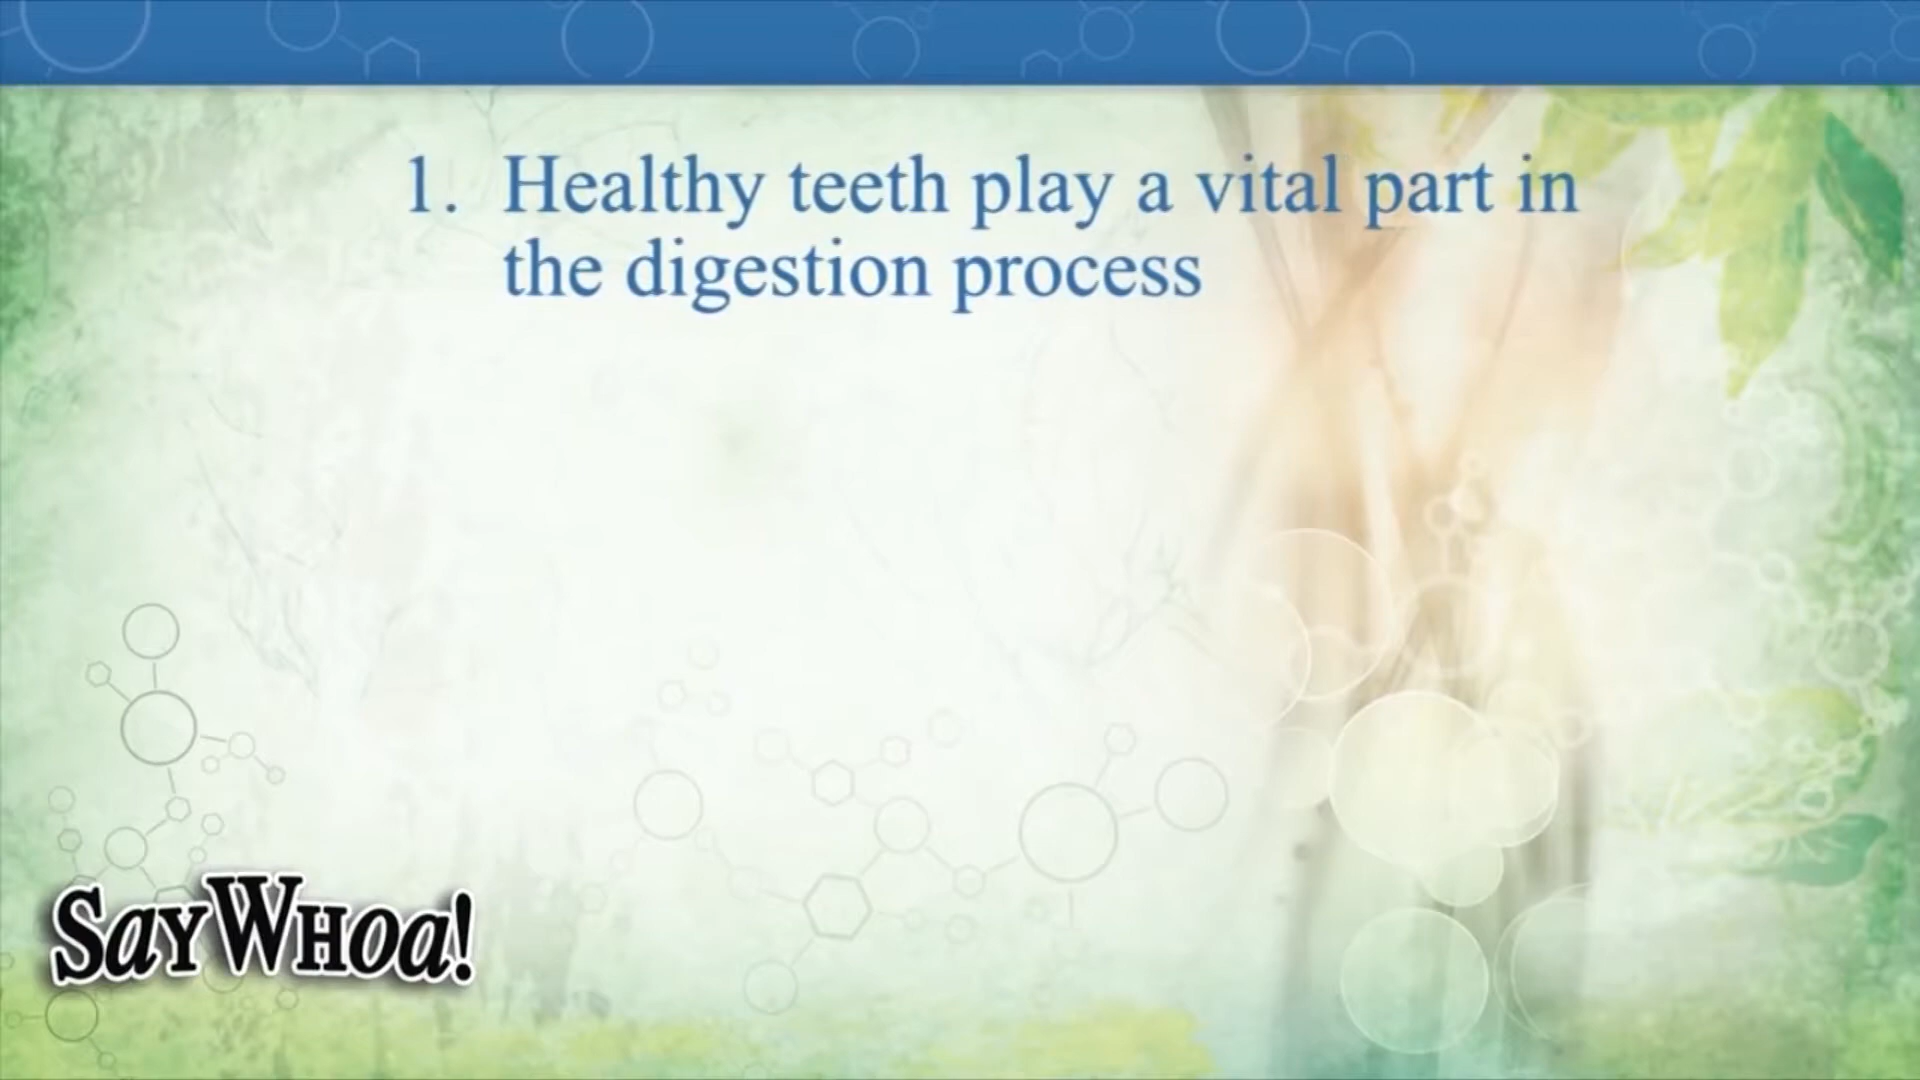 1. Healthy teeth play a vital part in
the digestion process
SayWhoa!